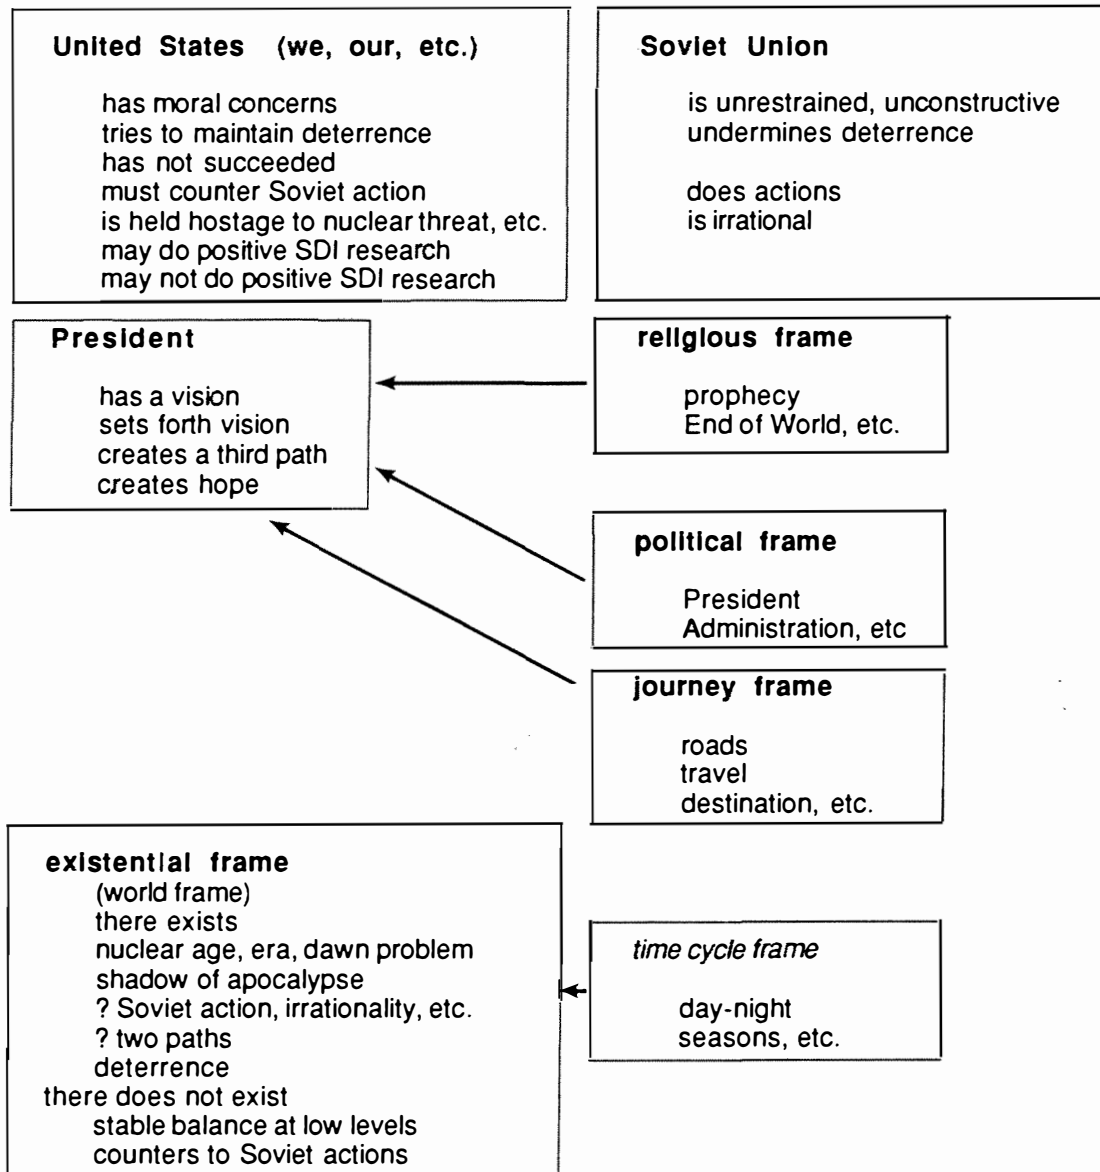 United States (we, our, etc.)
has moral concerns
tries to maintain deterrence
has not succeeded
must counter Soviet action
is held hostage to nuclear threat, etc.
may do positive SDI research
may not do positive SDI research
Soviet Union
is unrestrained, unconstructive
undermines deterrence
does actions
is irrational
President
has a vision
sets forth vision
creates a third path
creates hope
religious frame
prophecy
End of World, etc.
political frame
President
Administration, etc
journey frame
roads
travel
destination, etc.
existential frame
(world frame)
there exists
nuclear age, era, dawn problem
shadow of apocalypse
? Soviet action, irrationality, etc.
? two paths
deterrence
there does not exist
stable balance at low levels
counters to Soviet actions
time cycle frame
day-night
seasons, etc.